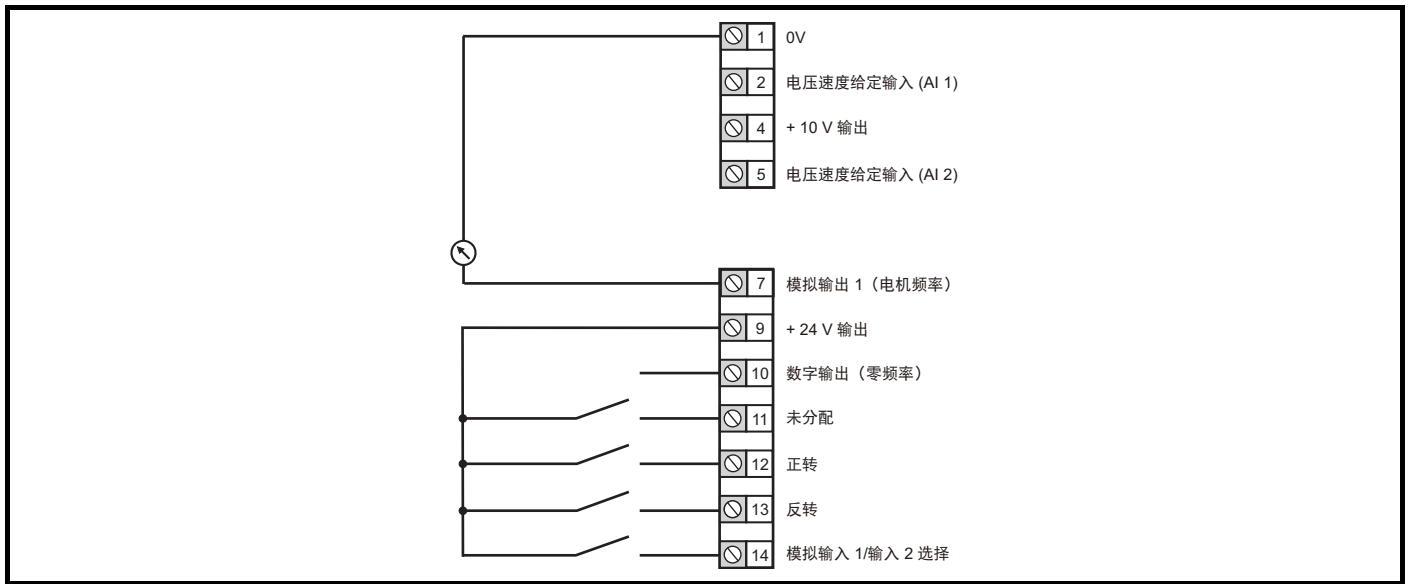 1 0V
2 电压速度给定输入 (AI 1)
4 + 10 V 输出
5 电压速度给定输入 (AI 2)
7 模拟输出 1（电机频率）
9 + 24 V 输出
10 数字输出（零频率）
11 未分配
12 正转
13 反转
14 模拟输入 1/输入 2 选择